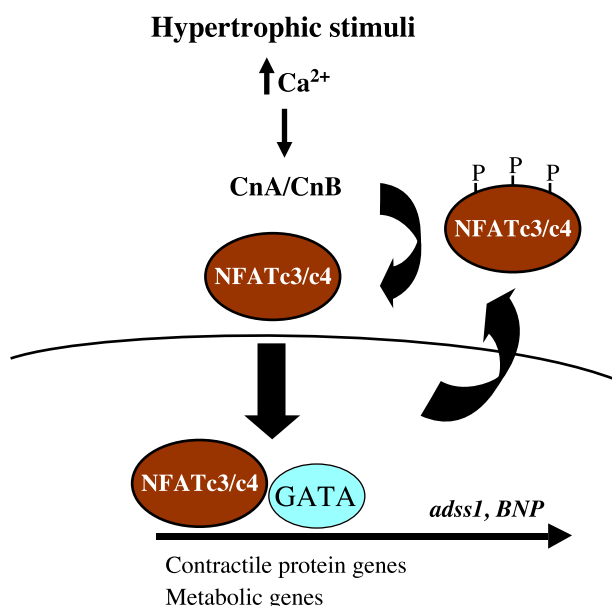 Hypertrophic stimuli
Ca²⁺
CnA/CnB
P P P
NFATc3/c4
NFATc3/c4
NFATc3/c4
GATA
adss1, BNP
Contractile protein genes
Metabolic genes